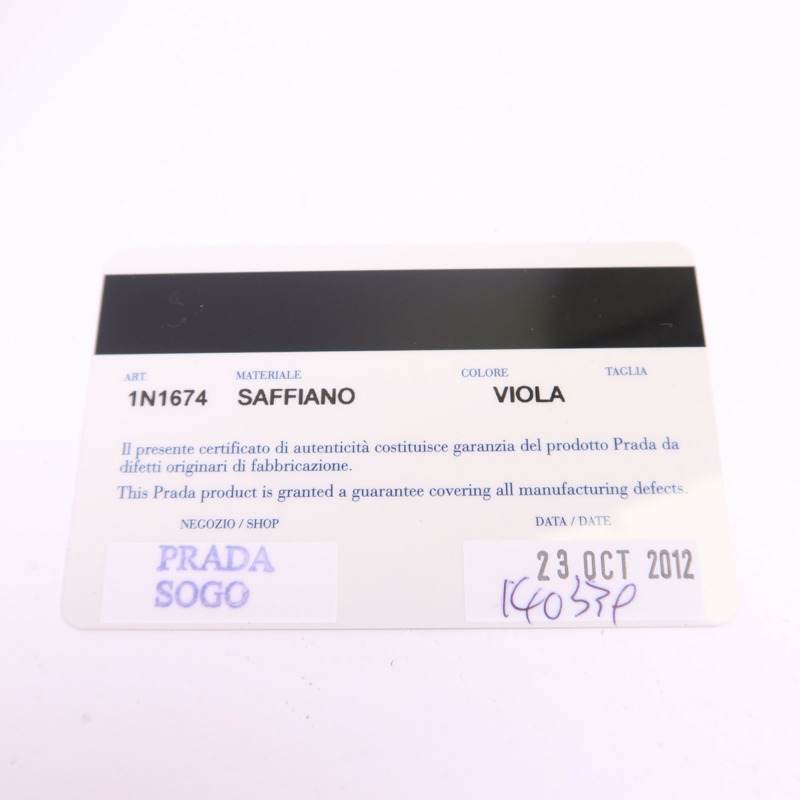 ART. MATERIALE COLORE TAGLIA
1N1674 SAFFIANO VIOLA
Il presente certificato di autenticità costituisce garanzia del prodotto Prada da
difetti originari di fabbricazione.
This Prada product is granted a guarantee covering all manufacturing defects.
NEGOZIO / SHOP DATA / DATE
PRADA 23 OCT 2012
SOGO